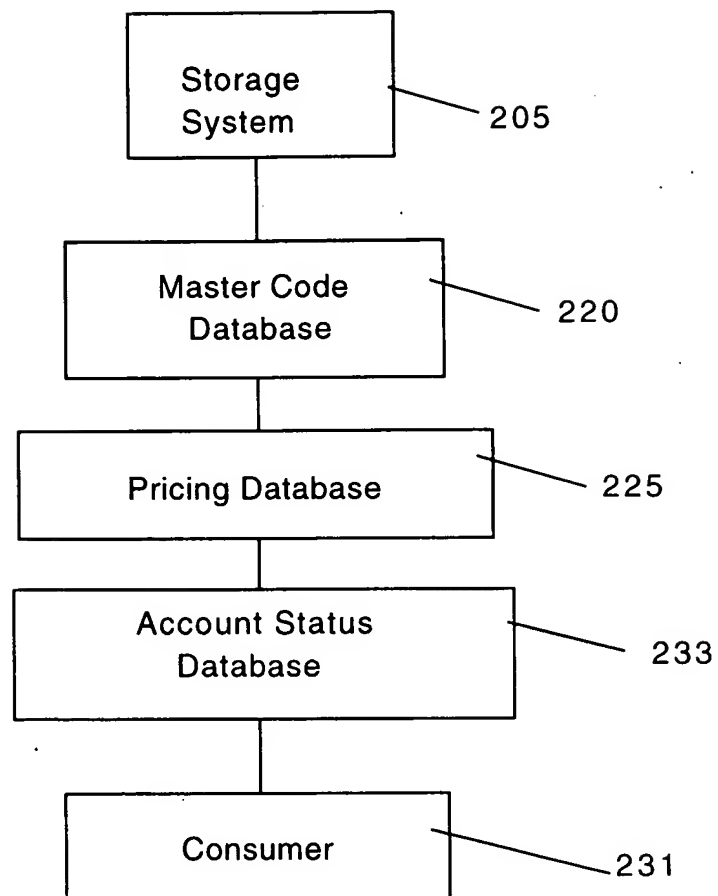 Storage
System
205
Master Code
Database
220
Pricing Database
225
Account Status
Database
233
Consumer
231